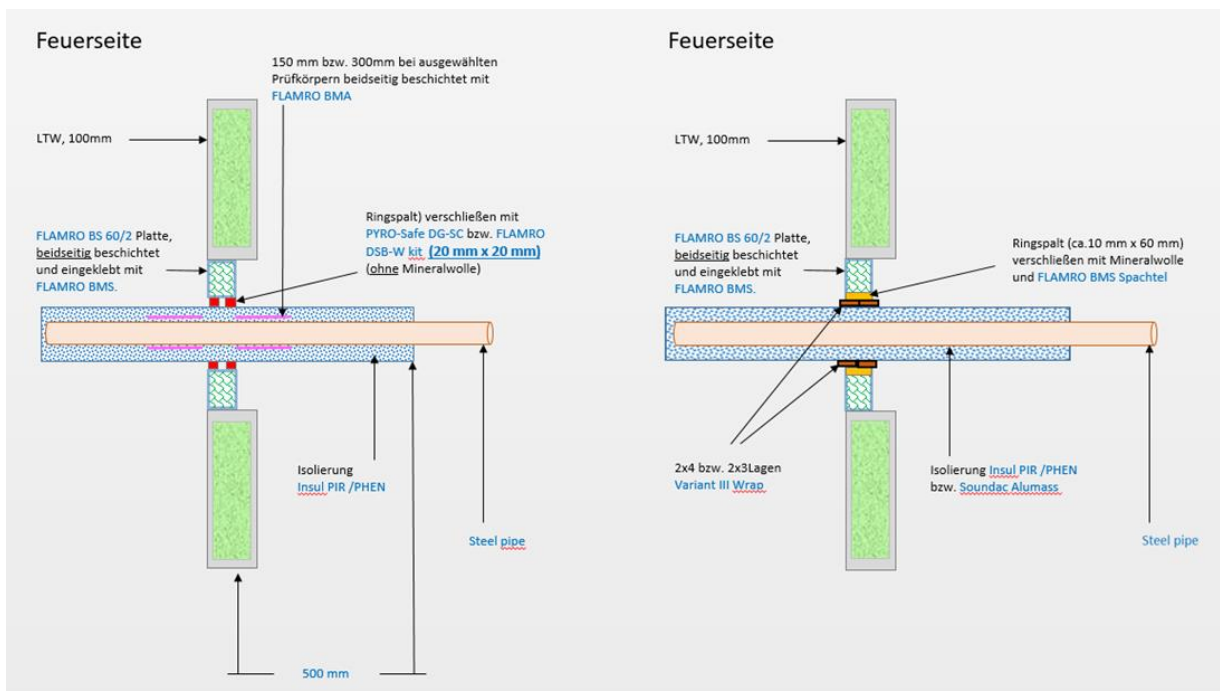 Feuerseite
150 mm bzw. 300mm bei ausgewählten
Prüfkörpern beidseitig beschichtet mit
FLAMRO BMA
LTW, 100mm
Ringspalt) verschließen mit
PYRO-Safe DG-SC bzw. FLAMRO
DSB-W kit (20 mm x 20 mm)
(ohne Mineralwolle)
FLAMRO BS 60/2 Platte,
beidseitig beschichtet
und eingeklebt mit
FLAMRO BMS.
Isolierung
Insul PIR /PHEN
Steel pipe
500 mm
Feuerseite
LTW, 100mm
FLAMRO BS 60/2 Platte,
beidseitig beschichtet
und eingeklebt mit
FLAMRO BMS.
Ringspalt (ca.10 mm x 60 mm)
verschließen mit Mineralwolle
und FLAMRO BMS Spachtel
2x4 bzw. 2x3Lagen
Variant III Wrap
Isolierung Insul PIR /PHEN
bzw. Soundac Alumass
Steel pipe